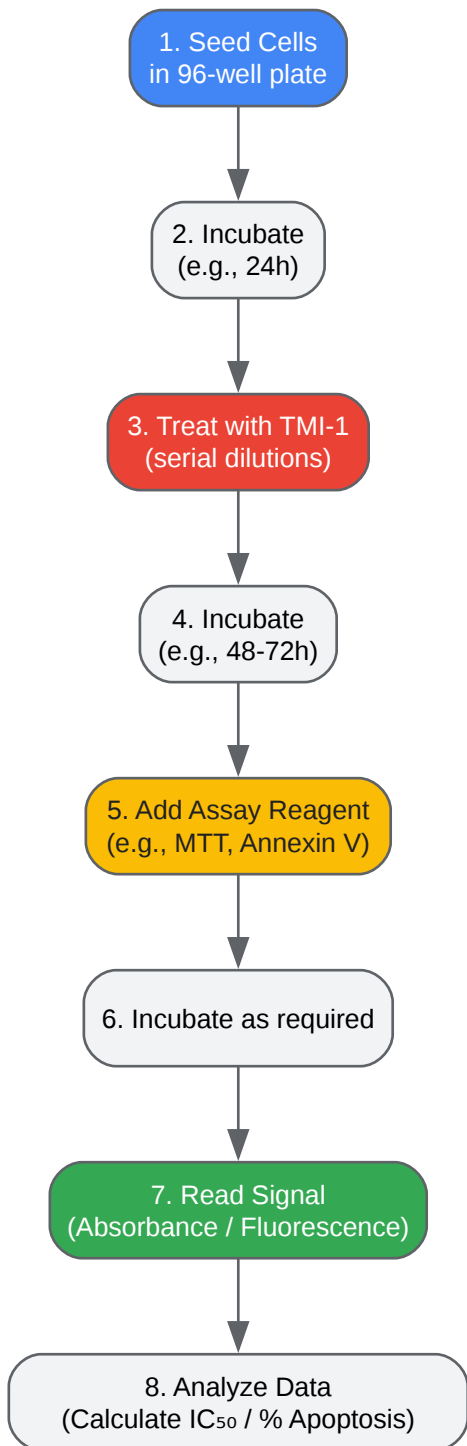 1. Seed Cells
in 96-well plate
2. Incubate
(e.g., 24h)
3. Treat with TMI-1
(serial dilutions)
4. Incubate
(e.g., 48-72h)
5. Add Assay Reagent
(e.g., MTT, Annexin V)
6. Incubate as required
7. Read Signal
(Absorbance / Fluorescence)
8. Analyze Data
(Calculate IC₅₀ / % Apoptosis)